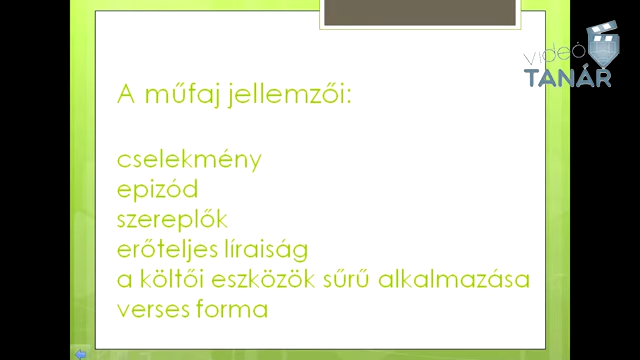 videó
TANÁR
A műfaj jellemzői:
cselekmény
epizód
szereplők
erőteljes líraiság
a költői eszközök sűrű alkalmazása
verses forma